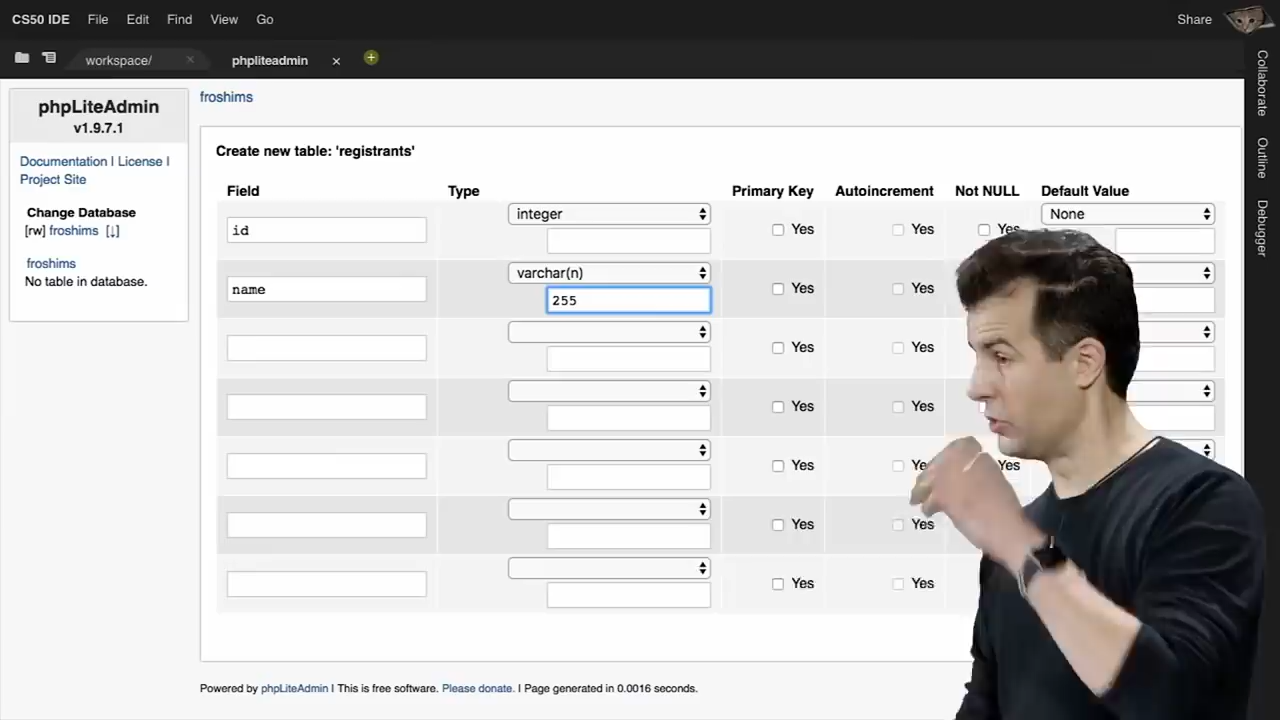 CS50 IDE File Edit Find View Go Share
workspace/ phpliteadmin
phpLiteAdmin
v1.9.7.1
Documentation | License |
Project Site
Change Database
[rw] froshims [↓]
froshims
No table in database.
froshims
Create new table: 'registrants'
Field Type Primary Key Autoincrement Not NULL Default Value
id integer Yes Yes Yes None
name varchar(n) Yes Yes
255
Yes Yes
Yes Yes
Yes Yes
Yes Yes Yes
Yes Yes
Powered by phpLiteAdmin | This is free software. Please donate. | Page generated in 0.0016 seconds.
Collaborate
Outline
Debugger